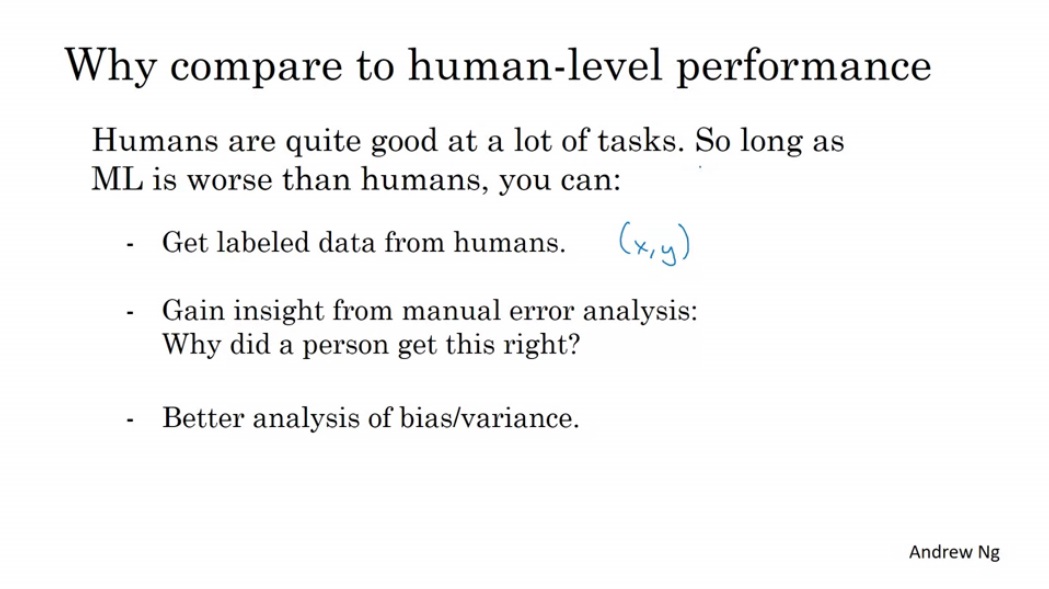 Why compare to human-level performance
Humans are quite good at a lot of tasks. So long as
ML is worse than humans, you can:
- Get labeled data from humans. (x,y)
- Gain insight from manual error analysis:
Why did a person get this right?
- Better analysis of bias/variance.
Andrew Ng